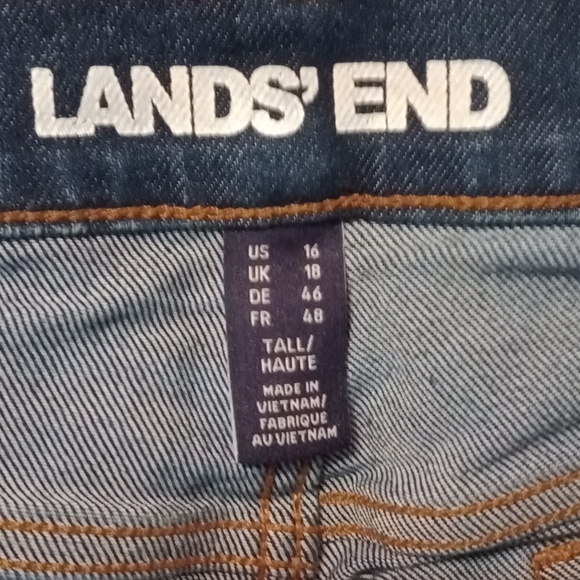 LANDS' END
US 16
UK 18
DE 46
FR 48
TALL/
HAUTE
MADE IN
VIETNAM/
FABRIQUE
AU VIETNAM